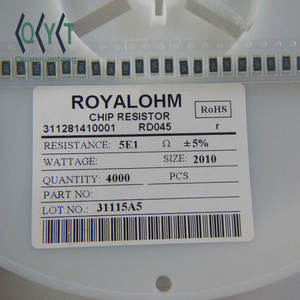 OYT
ROYALOHM
CHIP RESISTOR
RoHS
311281410001 RD045 r
RESISTANCE: 5E1 Ω ±5%
WATTAGE: SIZE: 2010
QUANTITY: 4000 PCS
PART NO:
LOT NO.: 31115A5